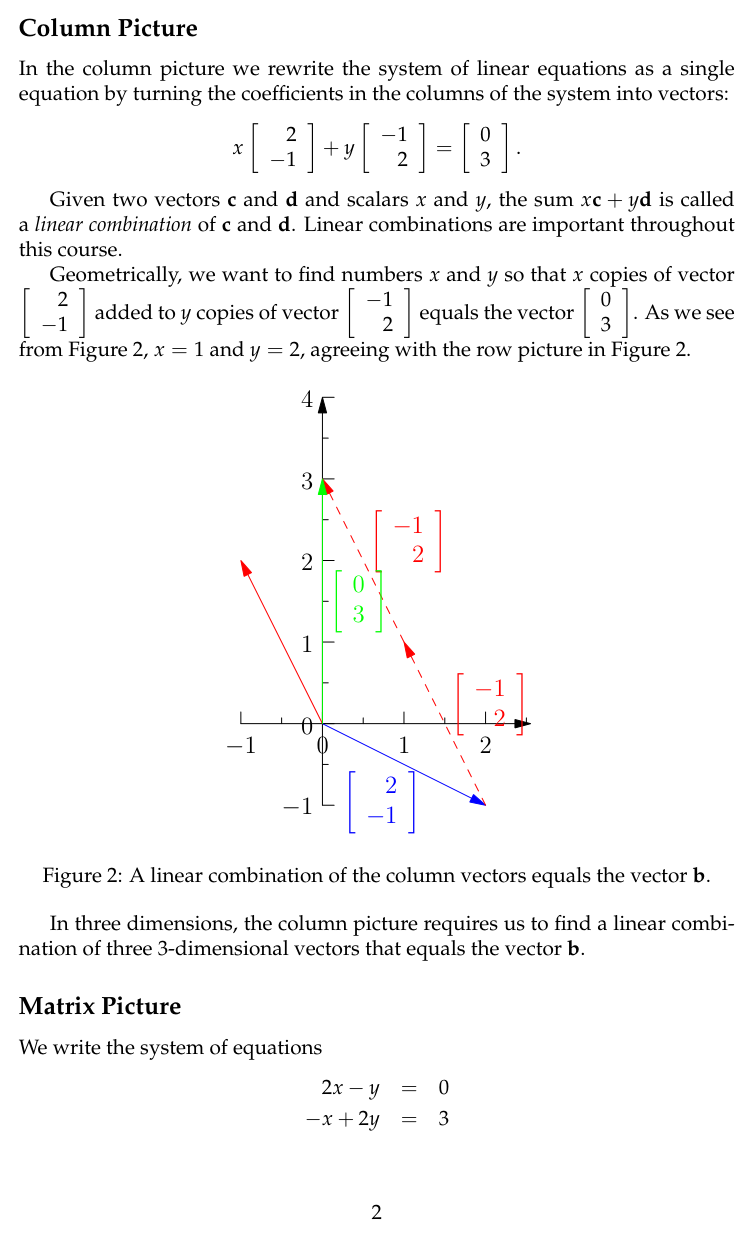 Column Picture
In the column picture we rewrite the system of linear equations as a single
equation by turning the coefficients in the columns of the system into vectors:
x [ 2 −1 ] + y [ −1 2 ] = [ 0 3 ] .
Given two vectors c and d and scalars x and y, the sum xc + yd is called
a linear combination of c and d. Linear combinations are important throughout
this course.
Geometrically, we want to find numbers x and y so that x copies of vector
[ 2 −1 ] added to y copies of vector [ −1 2 ] equals the vector [ 0 3 ] . As we see
from Figure 2, x = 1 and y = 2, agreeing with the row picture in Figure 2.
4
3
[ −1 2 ]
2
[ 0 3 ]
1
[ −1 2 ]
0
−1 0 1 2
−1
[ 2 −1 ]
Figure 2: A linear combination of the column vectors equals the vector b.
In three dimensions, the column picture requires us to find a linear combi-
nation of three 3-dimensional vectors that equals the vector b.
Matrix Picture
We write the system of equations
2x − y = 0
−x + 2y = 3
2